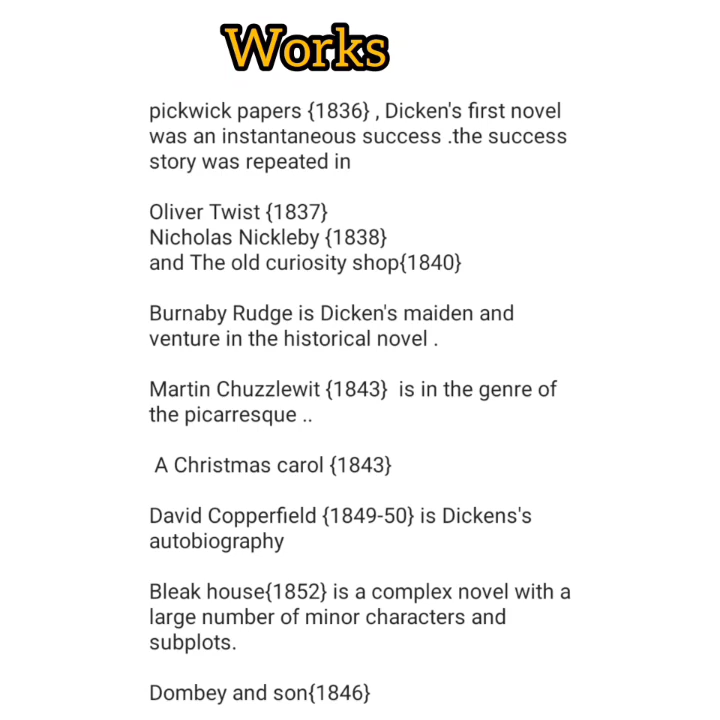 Works
pickwick papers {1836} , Dicken's first novel
was an instantaneous success .the success
story was repeated in
Oliver Twist {1837}
Nicholas Nickleby {1838}
and The old curiosity shop{1840}
Burnaby Rudge is Dicken's maiden and
venture in the historical novel .
Martin Chuzzlewit {1843}  is in the genre of
the picarresque ..
A Christmas carol {1843}
David Copperfield {1849-50} is Dickens's
autobiography
Bleak house{1852} is a complex novel with a
large number of minor characters and
subplots.
Dombey and son{1846}